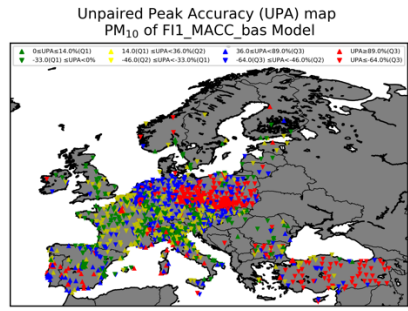 Unpaired Peak Accuracy (UPA) map
PM10 of FI1_MACC_bas Model
0≤UPA≤14.0%(Q1) 14.0(Q1)<UPA<36.0%(Q2) 36.0≤UPA<89.0%(Q3) UPA≥89.0%(Q3)
-33.0(Q1) ≤UPA<0% -46.0(Q2) ≤UPA<-33.0%(Q1) -64.0(Q3) ≤UPA<-46.0%(Q2) UPA≤-64.0%(Q3)